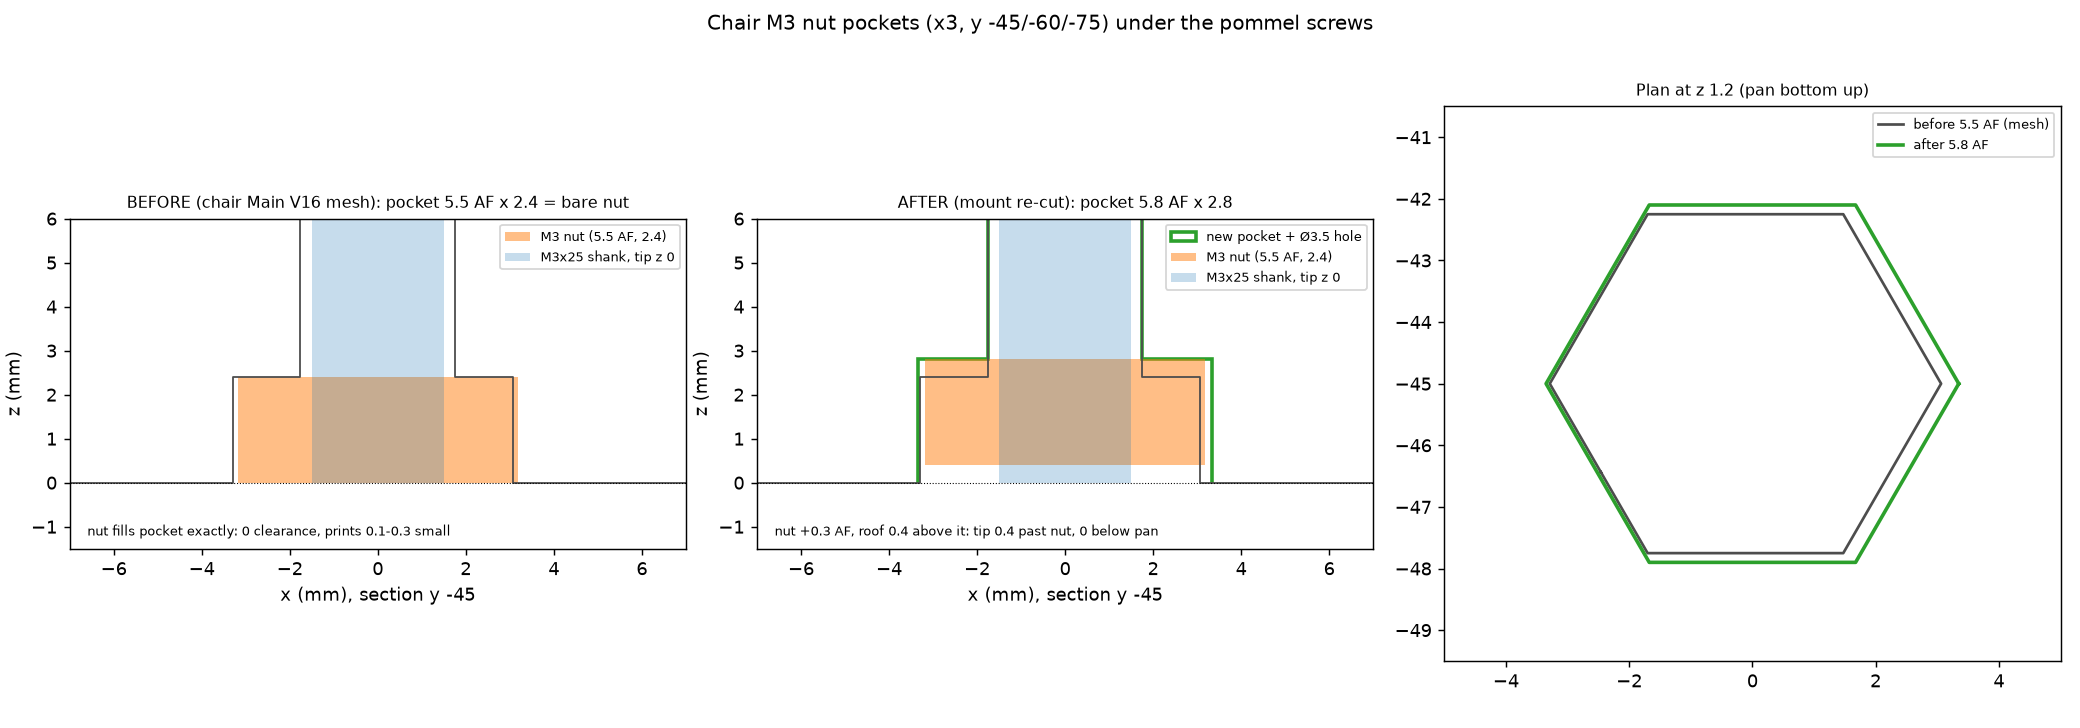 Chair M3 nut pockets (x3, y -45/-60/-75) under the pommel screws
BEFORE (chair Main V16 mesh): pocket 5.5 AF x 2.4 = bare nut
M3 nut (5.5 AF, 2.4)
M3x25 shank, tip z 0
6
5
4
3
2
1
0
−1
z (mm)
nut fills pocket exactly: 0 clearance, prints 0.1-0.3 small
−6
−4
−2
0
2
4
6
x (mm), section y -45
AFTER (mount re-cut): pocket 5.8 AF x 2.8
new pocket + Ø3.5 hole
M3 nut (5.5 AF, 2.4)
M3x25 shank, tip z 0
6
5
4
3
2
1
0
−1
z (mm)
nut +0.3 AF, roof 0.4 above it: tip 0.4 past nut, 0 below pan
−6
−4
−2
0
2
4
6
x (mm), section y -45
Plan at z 1.2 (pan bottom up)
before 5.5 AF (mesh)
after 5.8 AF
−41
−42
−43
−44
−45
−46
−47
−48
−49
−4
−2
0
2
4